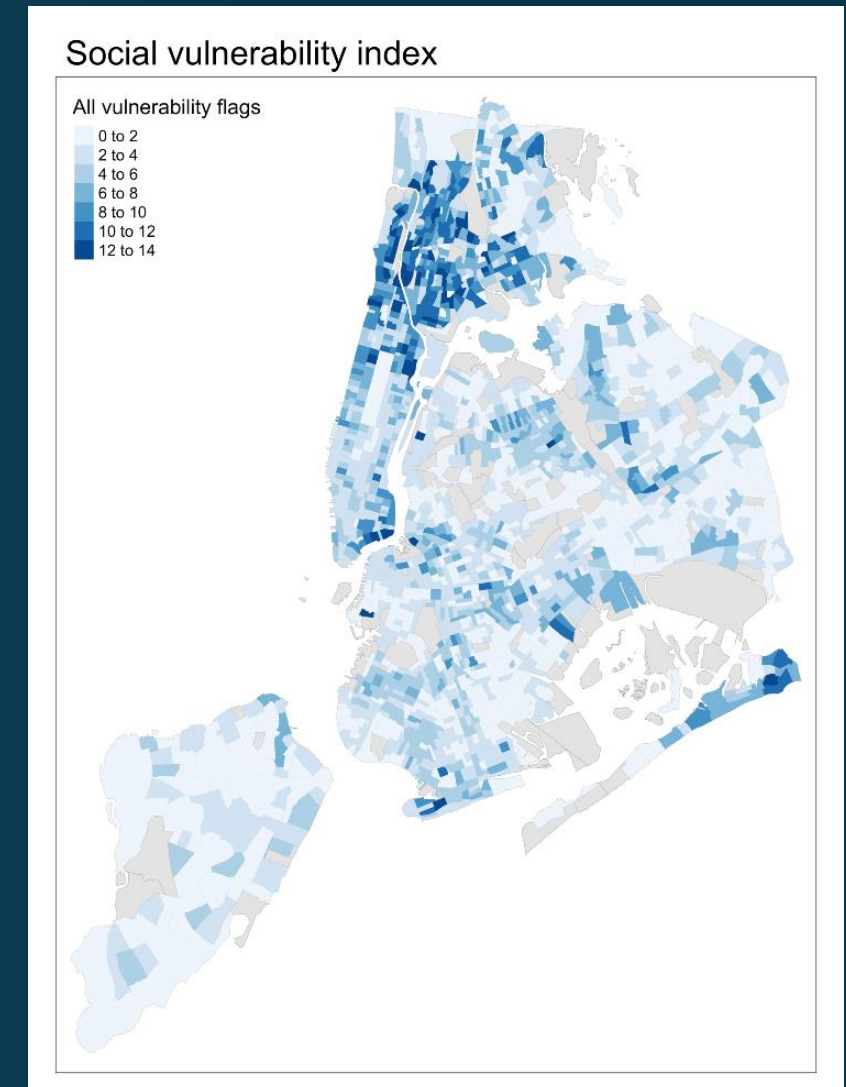 Social vulnerability index
All vulnerability flags
0 to 2
2 to 4
4 to 6
6 to 8
8 to 10
10 to 12
12 to 14